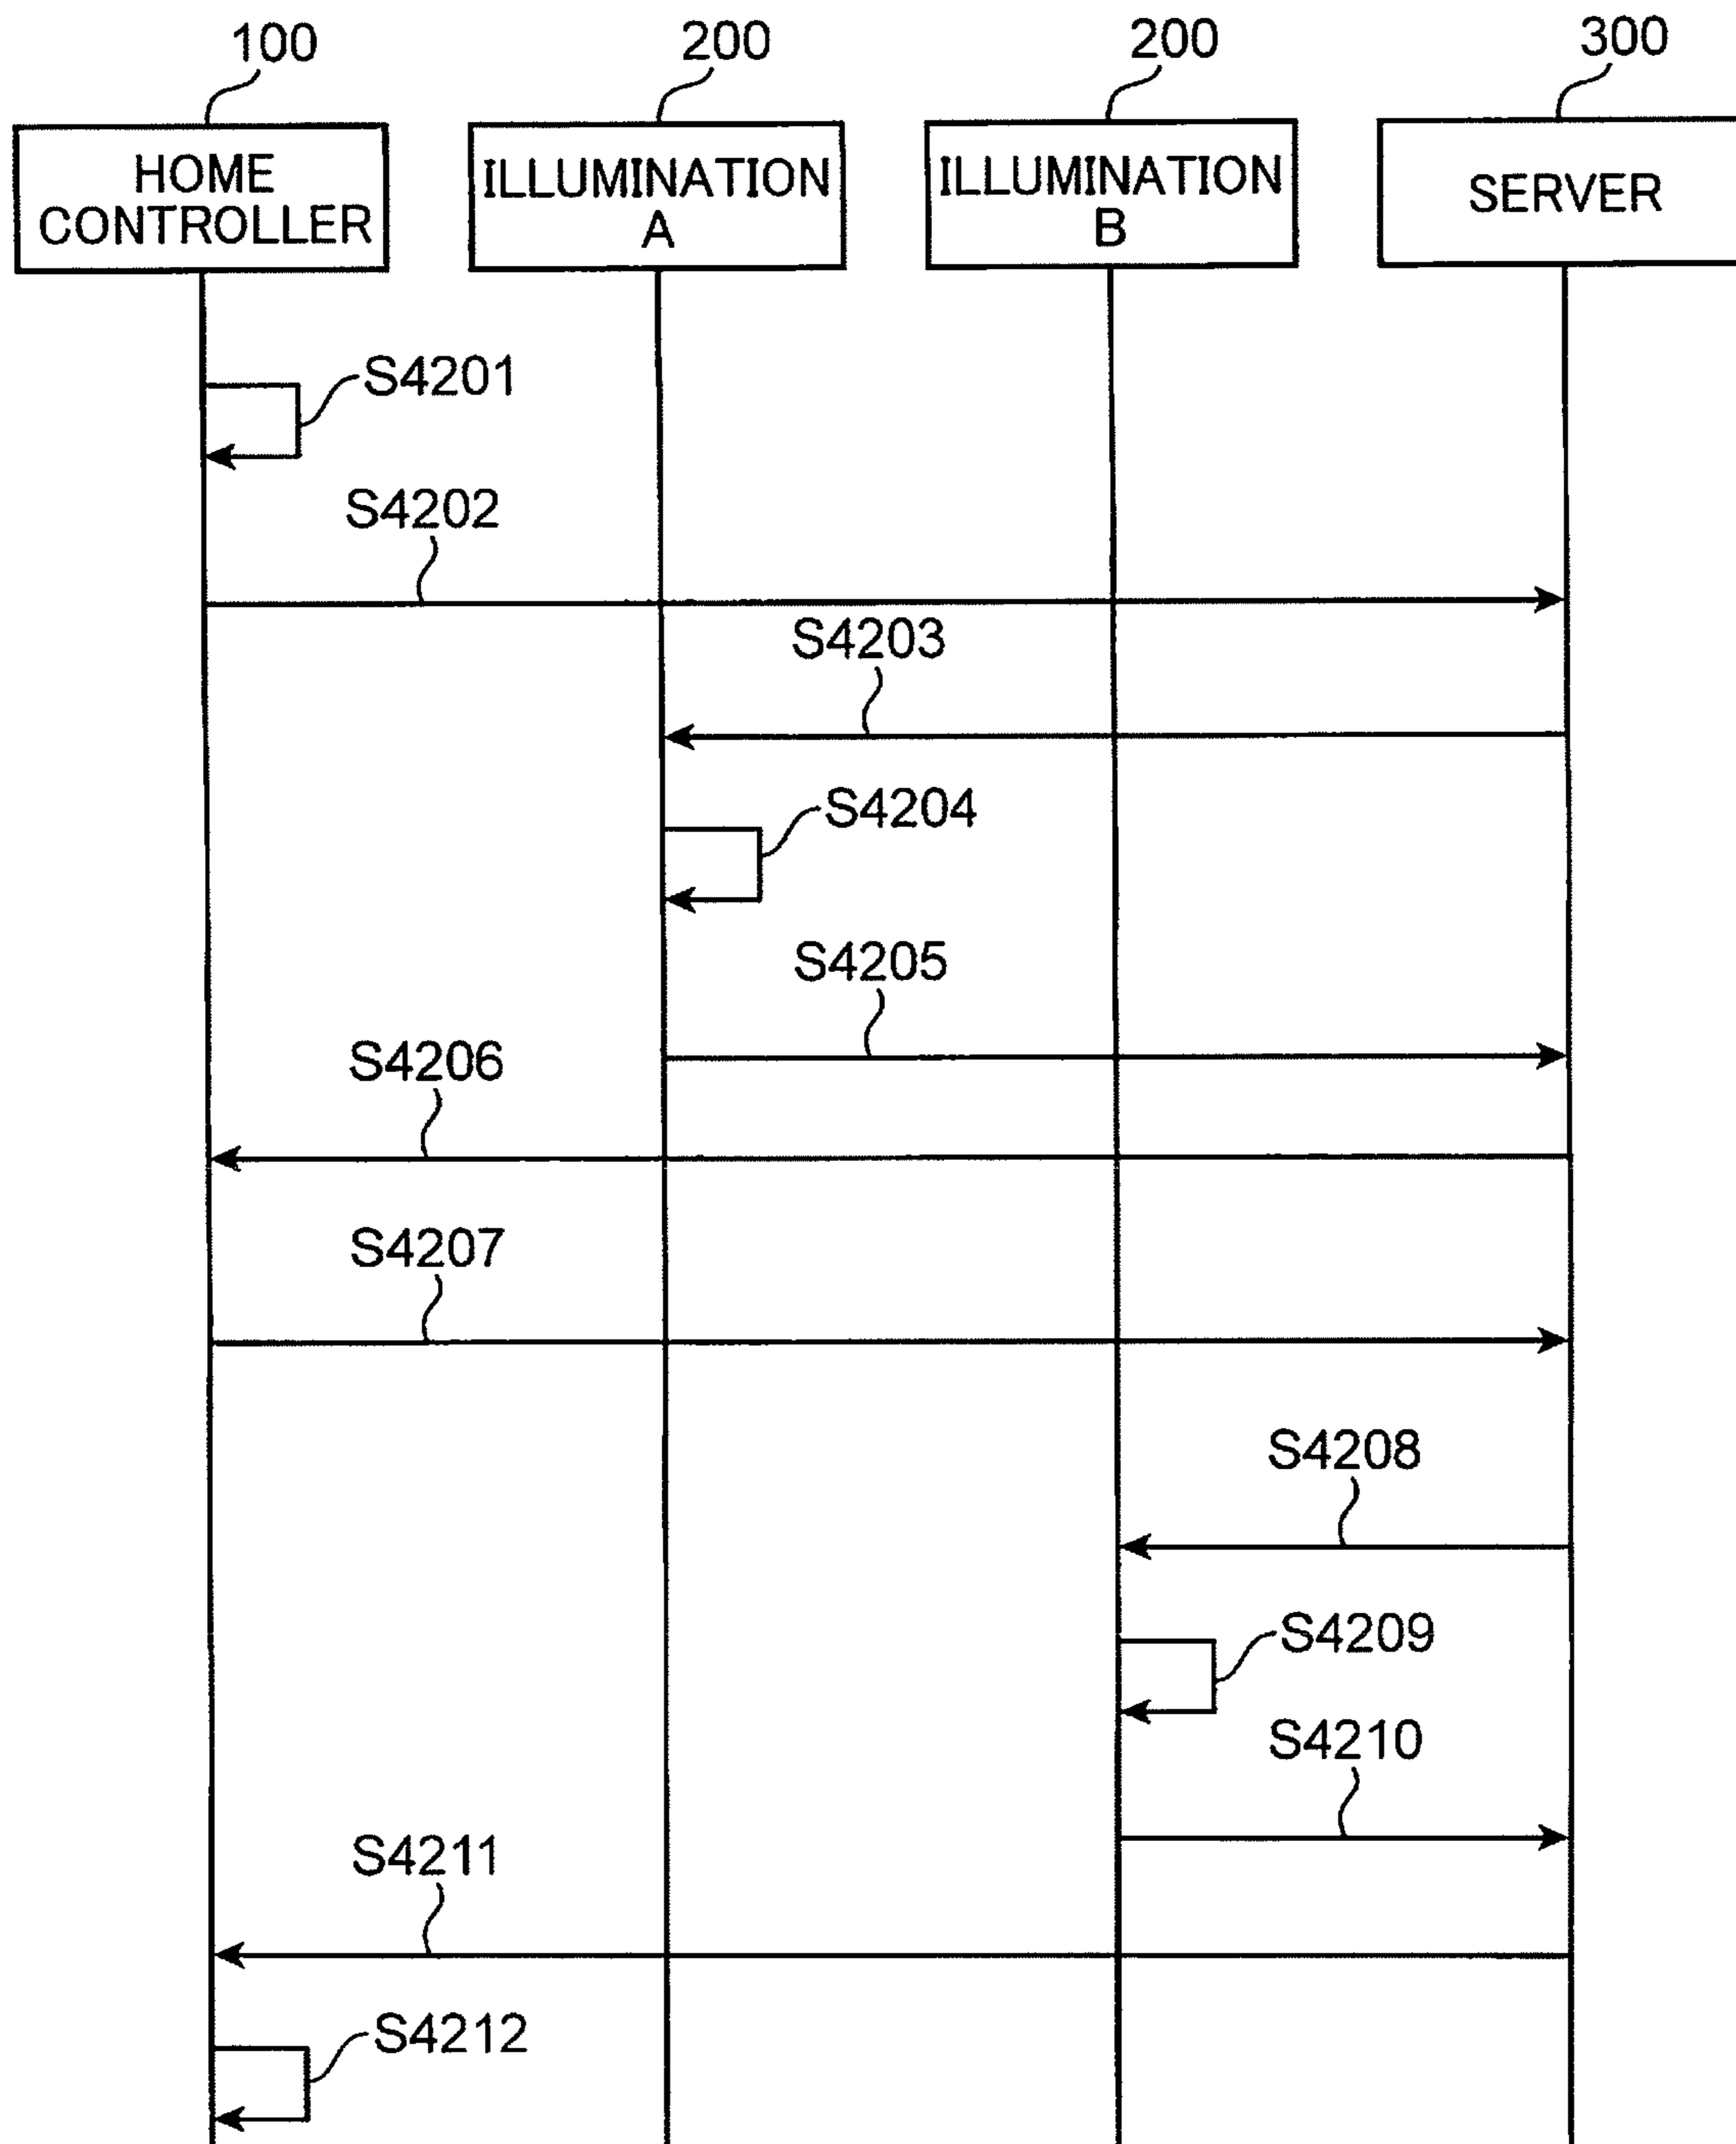 100
200
200
300
HOME
CONTROLLER
ILLUMINATION
A
ILLUMINATION
B
SERVER
S4201
S4202
S4203
S4204
S4205
S4206
S4207
S4208
S4209
S4210
S4211
S4212